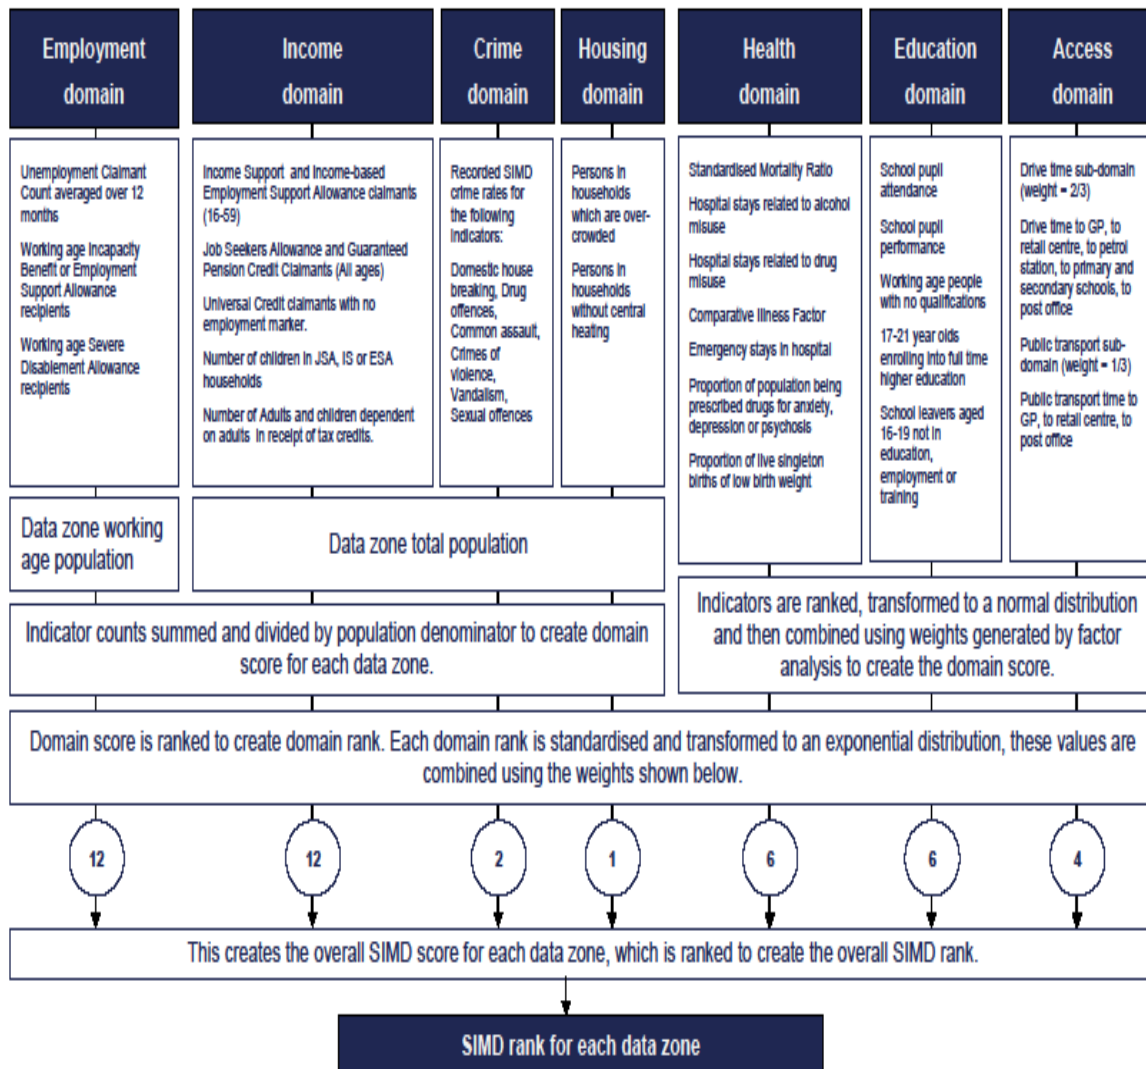 Employment
domain
Income
domain
Crime
domain
Housing
domain
Health
domain
Education
domain
Access
domain
Unemployment Claimant
Count averaged over 12
months
Working age Incapacity
Benefit or Employment
Support Allowance
recipients
Working age Severe
Disablement Allowance
recipients
Income Support and Income-based
Employment Support Allowance claimants
(16-59)
Job Seekers Allowance and Guaranteed
Pension Credit Claimants (All ages)
Universal Credit claimants with no
employment marker.
Number of children in JSA, IS or ESA
households
Number of Adults and children dependent
on adults in receipt of tax credits.
Recorded SIMD
crime rates for
the following
indicators:
Domestic house
breaking, Drug
offences,
Common assault,
Crimes of
violence,
Vandalism,
Sexual offences
Persons in
households
which are over-
crowded
Persons in
households
without central
heating
Standardised Mortality Ratio
Hospital stays related to alcohol
misuse
Hospital stays related to drug
misuse
Comparative Illness Factor
Emergency stays in hospital
Proportion of population being
prescribed drugs for anxiety,
depression or psychosis
Proportion of live singleton
births of low birth weight
School pupil
attendance
School pupil
performance
Working age people
with no qualifications
17-21 year olds
enrolling into full time
higher education
School leavers aged
16-19 not in
education,
employment or
training
Drive time sub-domain
(weight = 2/3)
Drive time to GP, to
retail centre, to petrol
station, to primary and
secondary schools, to
post office
Public transport sub-
domain (weight = 1/3)
Public transport time to
GP, to retail centre, to
post office
Data zone working
age population
Data zone total population
Indicator counts summed and divided by population denominator to create domain
score for each data zone.
Indicators are ranked, transformed to a normal distribution
and then combined using weights generated by factor
analysis to create the domain score.
Domain score is ranked to create domain rank. Each domain rank is standardised and transformed to an exponential distribution, these values are
combined using the weights shown below.
12
12
2
1
6
6
4
This creates the overall SIMD score for each data zone, which is ranked to create the overall SIMD rank.
SIMD rank for each data zone